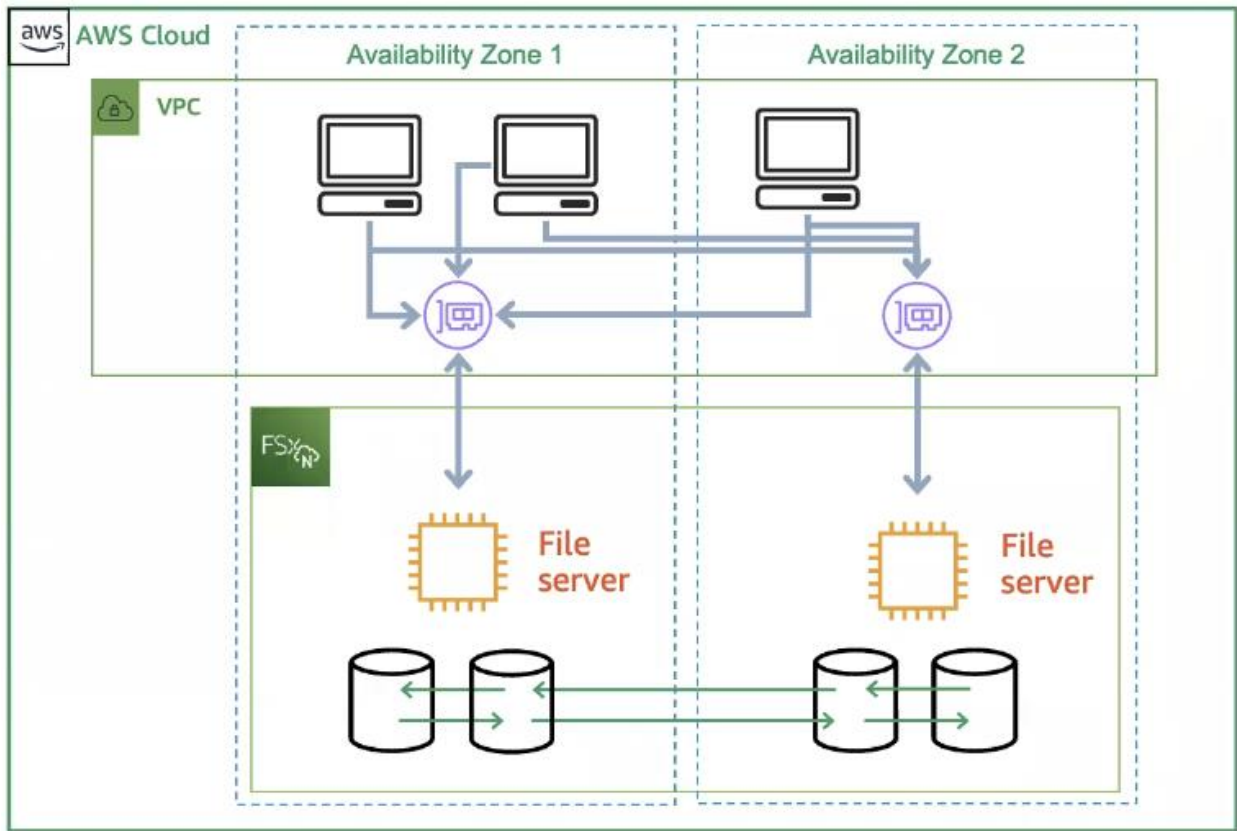 aws
AWS Cloud
Availability Zone 1
Availability Zone 2
VPC
FSx
N
File
server
File
server